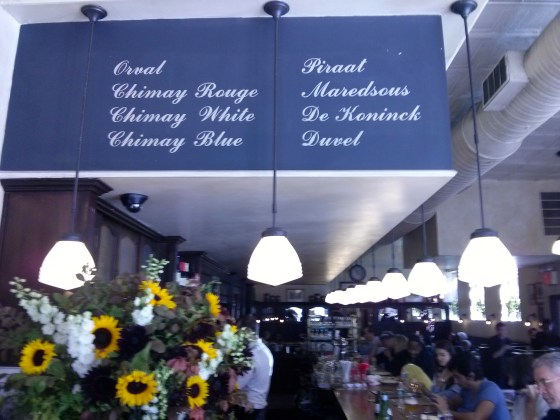 Orval
Chimay Rouge
Chimay White
Chimay Blue
Piraat
Maredsous
De Koninck
Duvel